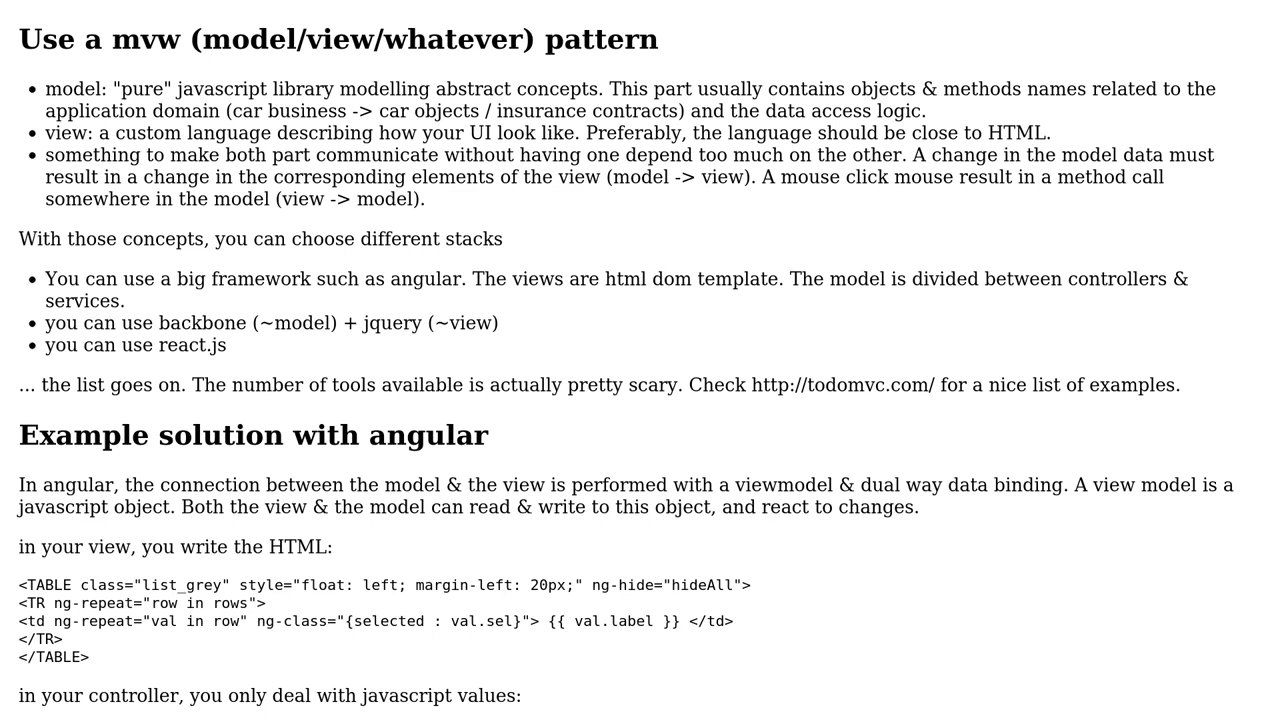 Use a mvw (model/view/whatever) pattern
model: "pure" javascript library modelling abstract concepts. This part usually contains objects & methods names related to the
application domain (car business -> car objects / insurance contracts) and the data access logic.
view: a custom language describing how your UI look like. Preferably, the language should be close to HTML.
something to make both part communicate without having one depend too much on the other. A change in the model data must
result in a change in the corresponding elements of the view (model -> view). A mouse click mouse result in a method call
somewhere in the model (view -> model).
With those concepts, you can choose different stacks
You can use a big framework such as angular. The views are html dom template. The model is divided between controllers &
services.
you can use backbone (~model) + jquery (~view)
you can use react.js
... the list goes on. The number of tools available is actually pretty scary. Check http://todomvc.com/ for a nice list of examples.
Example solution with angular
In angular, the connection between the model & the view is performed with a viewmodel & dual way data binding. A view model is a
javascript object. Both the view & the model can read & write to this object, and react to changes.
in your view, you write the HTML:
<TABLE class="list_grey" style="float: left; margin-left: 20px;" ng-hide="hideAll">
<TR ng-repeat="row in rows">
<td ng-repeat="val in row" ng-class="{selected : val.sel}"> {{ val.label }} </td>
</TR>
</TABLE>
in your controller, you only deal with javascript values: